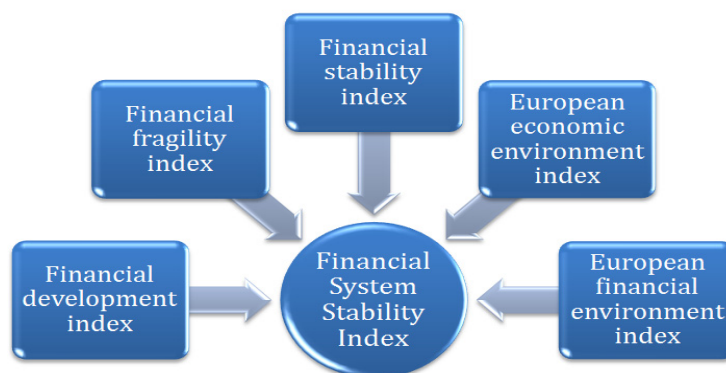 Financial
stability
index
Financial
fragility
index
European
economic
environment
index
Financial
development
index
Financial
System
Stability
Index
European
financial
environment
index